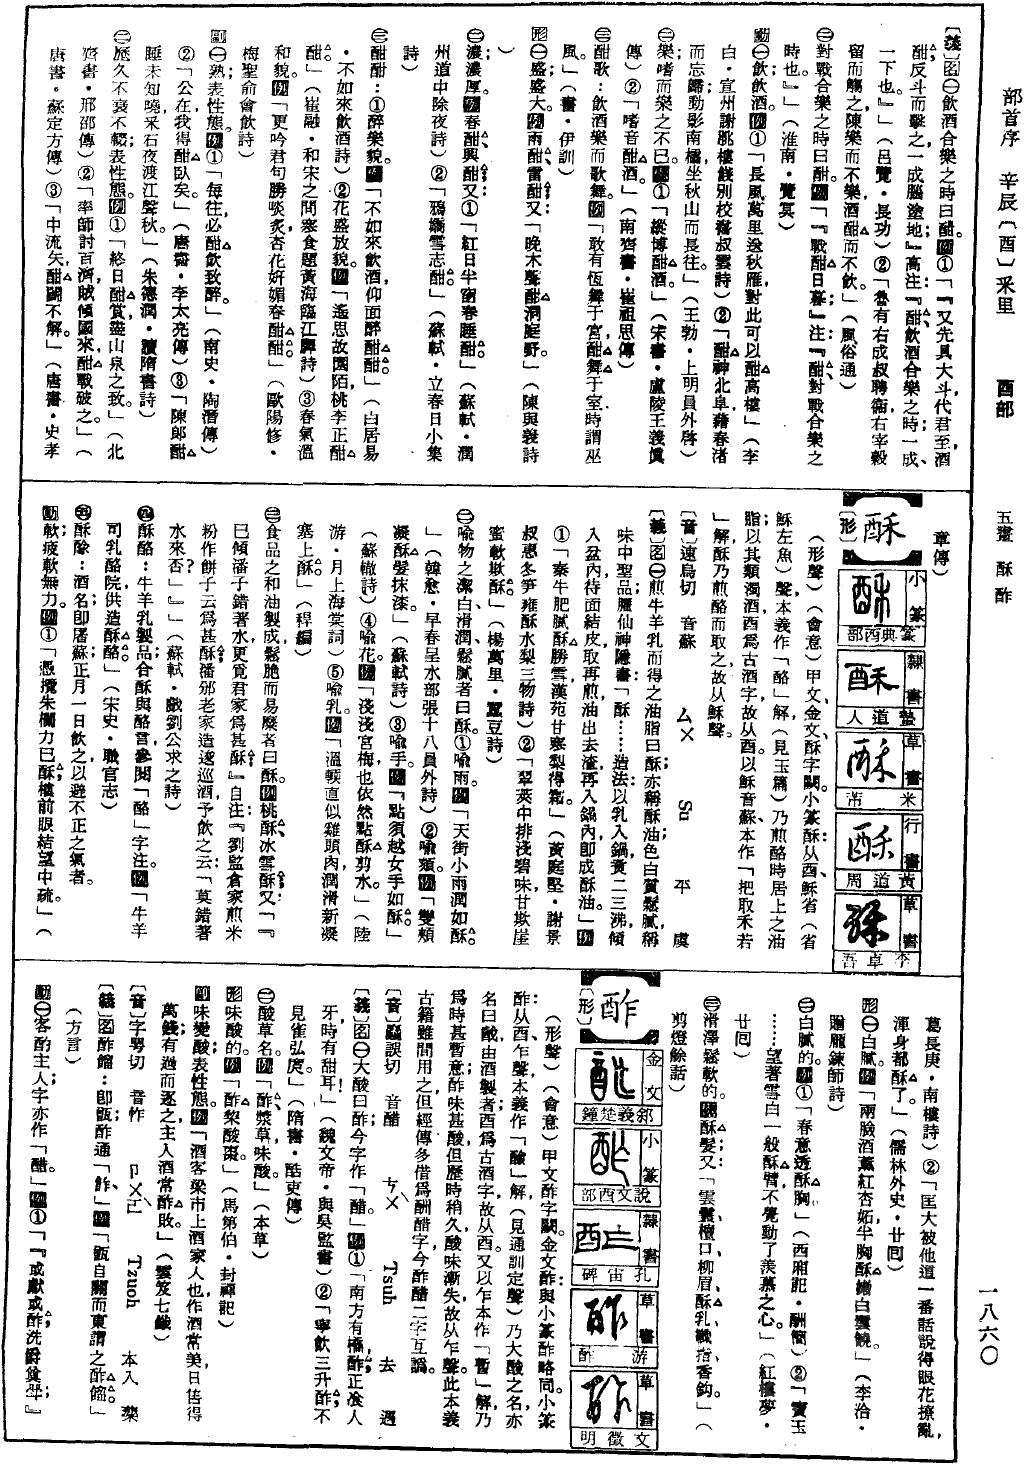 部首序　辛辰〔酉〕釆里　酉部　五畫　酥酢　一八六〇
〔義〕名㊀飲酒合樂之時曰酣。例①「『又先具大斗代君至酒
酣反斗而擊之一成腦塗地』高注：『酣飲酒合樂之時；一成、
一下也。』」（呂覽・長功）②「魯有右成叔聘衞右宰穀
留而觴之陳樂而不樂酒酣而不飲」（風俗通）
㊁對戰合樂之時曰酣。例「『戰酣日暮』注：『酣對戰合樂之
時也。』」（淮南・覽冥）
動㊀飲飲酒。例①「長風萬里送秋雁對此可以酣高樓」（李
白・宣州謝朓樓餞別校書叔雲詩）②「酣神北阜藉春渚
而忘歸動影南櫺坐秋山而長往。」（王勃・上明員外啓）
㊁樂嗜而樂之不已。例①「縱博酣酒。」（宋書・盧陵王義眞
傳）②「嗜音酣酒。」（南齊書・崔祖思傳）
㊂酣歌：飲酒樂而歌舞。例「敢有恆舞于宮酣舞于室時謂巫
風。」（書・伊訓）
形㊀盛盛大。例雨酣、雷酣；又「晚木聲酣洞庭野。」（陳與義詩
）
㊁濃濃厚。例春酣、興酣；又①「紅日半窗春睡酣。」（蘇軾・潤
州道中除夜詩）②「鴉驕雪志酣。」（蘇軾・立春日小集
詩）
㊂酣酣：①醉樂貌。例「不如來飲酒仰面醉酣酣。」（白居易
・不如來飲酒詩）②花盛放貌。例「遙思故園陌桃李正酣
酣。」（崔融・和宋之問寒食題黃海臨江驛詩）③春氣溫
和貌。例「更吟君句勝啖炙杏花妍媚春酣酣。」（歐陽修・
梅聖俞會飲詩）
副㊀熟表性態。例①「每往必酣飲致醉。」（南史・陶潛傳）
②「公在我得酣臥矣。」（唐書・李太亮傳）③「陳郎酣
睡未知曉采石夜渡江聲秋。」（朱德潤・讀隋書詩）
㊁歷久不衰不輟；表性態。例①「終日酣賞盡山泉之致。」（北
齊書・邢邵傳）②「率師討百濟賊傾國來酣戰破之。」（
唐書・蘇定方傳）③「中流矢酣鬬不解。」（唐書・史孝
章傳）
酥
小篆　篆典酉部
隸書　蟄道人
草書　米芾
行書　黃道周
草書　李卓吾
〔形〕
（形聲）（會意）甲文、金文酥字闕。小篆酥：从酉、穌省（省
穌左魚）聲本義作「酪」解（見玉篇）乃煎酪時居上之油
脂以其類濁酒酉爲古酒字故从酉。以穌音蘇本作「把取禾若
」解酥乃煎酪而取之，故从穌聲。
〔音〕速烏切　音蘇　ㄙㄨ　Su　平　虞
〔義〕名㊀煎牛羊乳而得之油脂曰酥亦稱酥油色白質鬆膩稱
味中聖品臞仙神隱書「酥……造法：以乳入鍋煮二三沸傾
入盆內待面結皮取再煎油出去渣再入鍋內卽成酥油。」例
①「秦牛肥膩酥勝雪漢苑甘寒梨得霜。」（黃庭堅・謝景
叔惠冬笋雍酥水梨三物詩）②「翠莢中排淺碧珠甘欺崖
蜜軟欺酥。」（楊萬里・蠶豆詩）
㊁喩物之潔白、滑潤、鬆膩者曰酥：①喩雨。例「天街小雨潤如酥。
」（韓愈・早春呈水部張十八員外詩）②喩頰。例「雙頰
凝酥髮抹漆。」（蘇軾詩）③喩手。例「點須越女手如酥」
（蘇轍詩）④喩花。例「淺淺宮梅也依然點酥剪水。」（陸
游・月上海棠詞）⑤喩乳。例「溫軟直似雞頭肉潤滑新凝
塞上酥。」（稗編）
㊂食品之和油製成鬆脆而易糜者曰酥。例桃酥、冰雪酥；又「『
巳傾潘子錯著水更覓君家爲甚酥』自注：『劉監倉家煎米
粉作餅子云爲甚酥潘邠老家造逡巡酒予飲之云：「莫錯著
水來否?」』」（蘇軾・戲劉公求之詩）
㊃酥酪：牛羊乳製品合酥與酪言參閱「酪」字注。例「牛羊
司乳酪院供造酥酪。」（宋史・職官志）
㊄酥酴：酒名；卽屠蘇正月一日飲之以避不正之氣者。
動軟疲軟無力。例①「憑攬朱欄力巳酥樓前眼結望中疏。」（
葛長庚・南樓詩）②「匡大被他這一番話說得眼花撩亂，
渾身都酥了。」（儒林外史・廿囘）
形㊀白膩。例「兩臉酒薰紅杏妬半胸酥嫩白雲饒」（李洽・
贈龐鍊師詩）
㊁白膩的。例①「春意透酥胸」（西厢記・酬簡）②「寶玉
……望著雪白一般酥臂不覺動了羨慕之心。」（紅樓夢・
廿囘）
㊂滑澤鬆軟的。例酥髮；又「雲鬟檀口、柳眉酥乳、纖指香鈎。」（
剪燈餘話）
酢
金文　郐義楚鐘
小篆　說文酉部
隸書　孔宙碑
草書　游酢
草書　文徵明
〔形〕
（形聲）（會意）甲文酢字闕。金文酢與小篆酢略同。小篆
酢：从酉、乍聲本義作「醶」解（見通訓定聲）乃大酸之名，亦
名曰酸，由酒製者酉爲古酒字，故从酉。又以乍本作「暫」解乃
爲時甚暫意；酢味甚酸但歷時稍久酸味漸失故从乍聲。此本義
古籍雖間用之但經傳多借爲酬醋字今酢醋二字互譌。
〔音〕麤誤切　音醋　ㄘㄨˋ　Tsuh　去　遇
〔義〕名㊀大酸曰酢今字作「醋」。例①「南方有橘酢正飡人
牙時有甜耳!」（魏文帝・與吳監書）②「寧飲三升酢不
見崔弘度。」（隋書・酷吏傳）
㊁酸草名。例「酢漿草味酸。」（本草）
形味酸的。例「酢棃酸棗。」（馬第伯・封禪記）
副味變酸表性態。例「酒客梁市上酒家人也作酒常美日售得
萬錢；有過而逐之主人酒常酢敗。」（雲笈七籤）
〔音〕字咢切　音怍　ㄗㄨㄛˋ　Tzuoh　本入　藥
〔義〕名酢餾：卽甑；酢通「飵」。例「甑自關而東謂之酢餾。」
（方言）
動㊀客酌主人字亦作「醋」。例①「『或獻或酢洗爵奠斝』